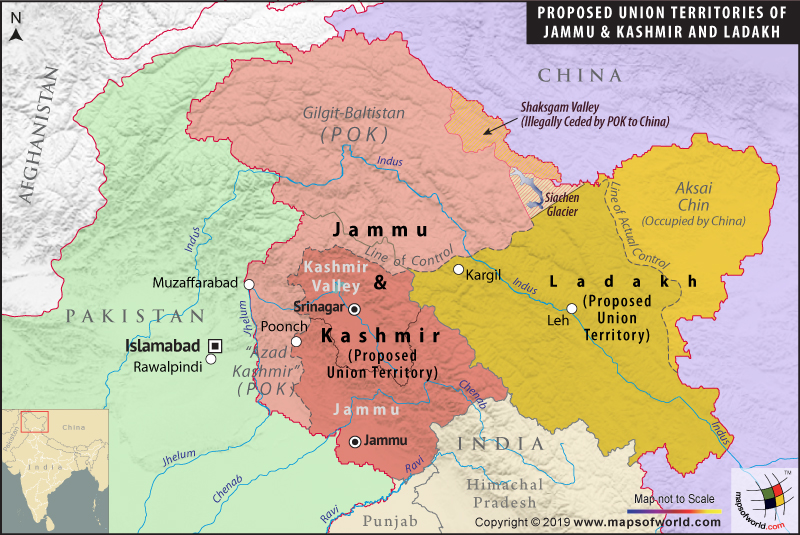 N
PROPOSED UNION TERRITORIES OF
JAMMU & KASHMIR AND LADAKH
CHINA
AFGHANISTAN
Shaksgam Valley
(Illegally Ceded by POK to China)
Gilgit-Baltistan
(POK)
Indus
Siachen
Glacier
Aksai
Chin
(Occupied by China)
Line of Actual Control
Indus
Jammu
Line of Control
Kashmir
Valley
&
Kargil
Indus
Ladakh
(Proposed
Union
Territory)
Leh
Muzaffarabad
Srinagar
PAKISTAN
Jhelum
Poonch
Kashmir
(Proposed
Union Territory)
Islamabad
Rawalpindi
"Azad
Kashmir"
(POK)
Chenab
Jammu
Jammu
Indus
INDIA
Jhelum
Chenab
Ravi
Ravi
Himachal
Pradesh
Punjab
China
India
Map not to Scale
Copyright © 2019 www.mapsofworld.com
TM
mapsofworld.com